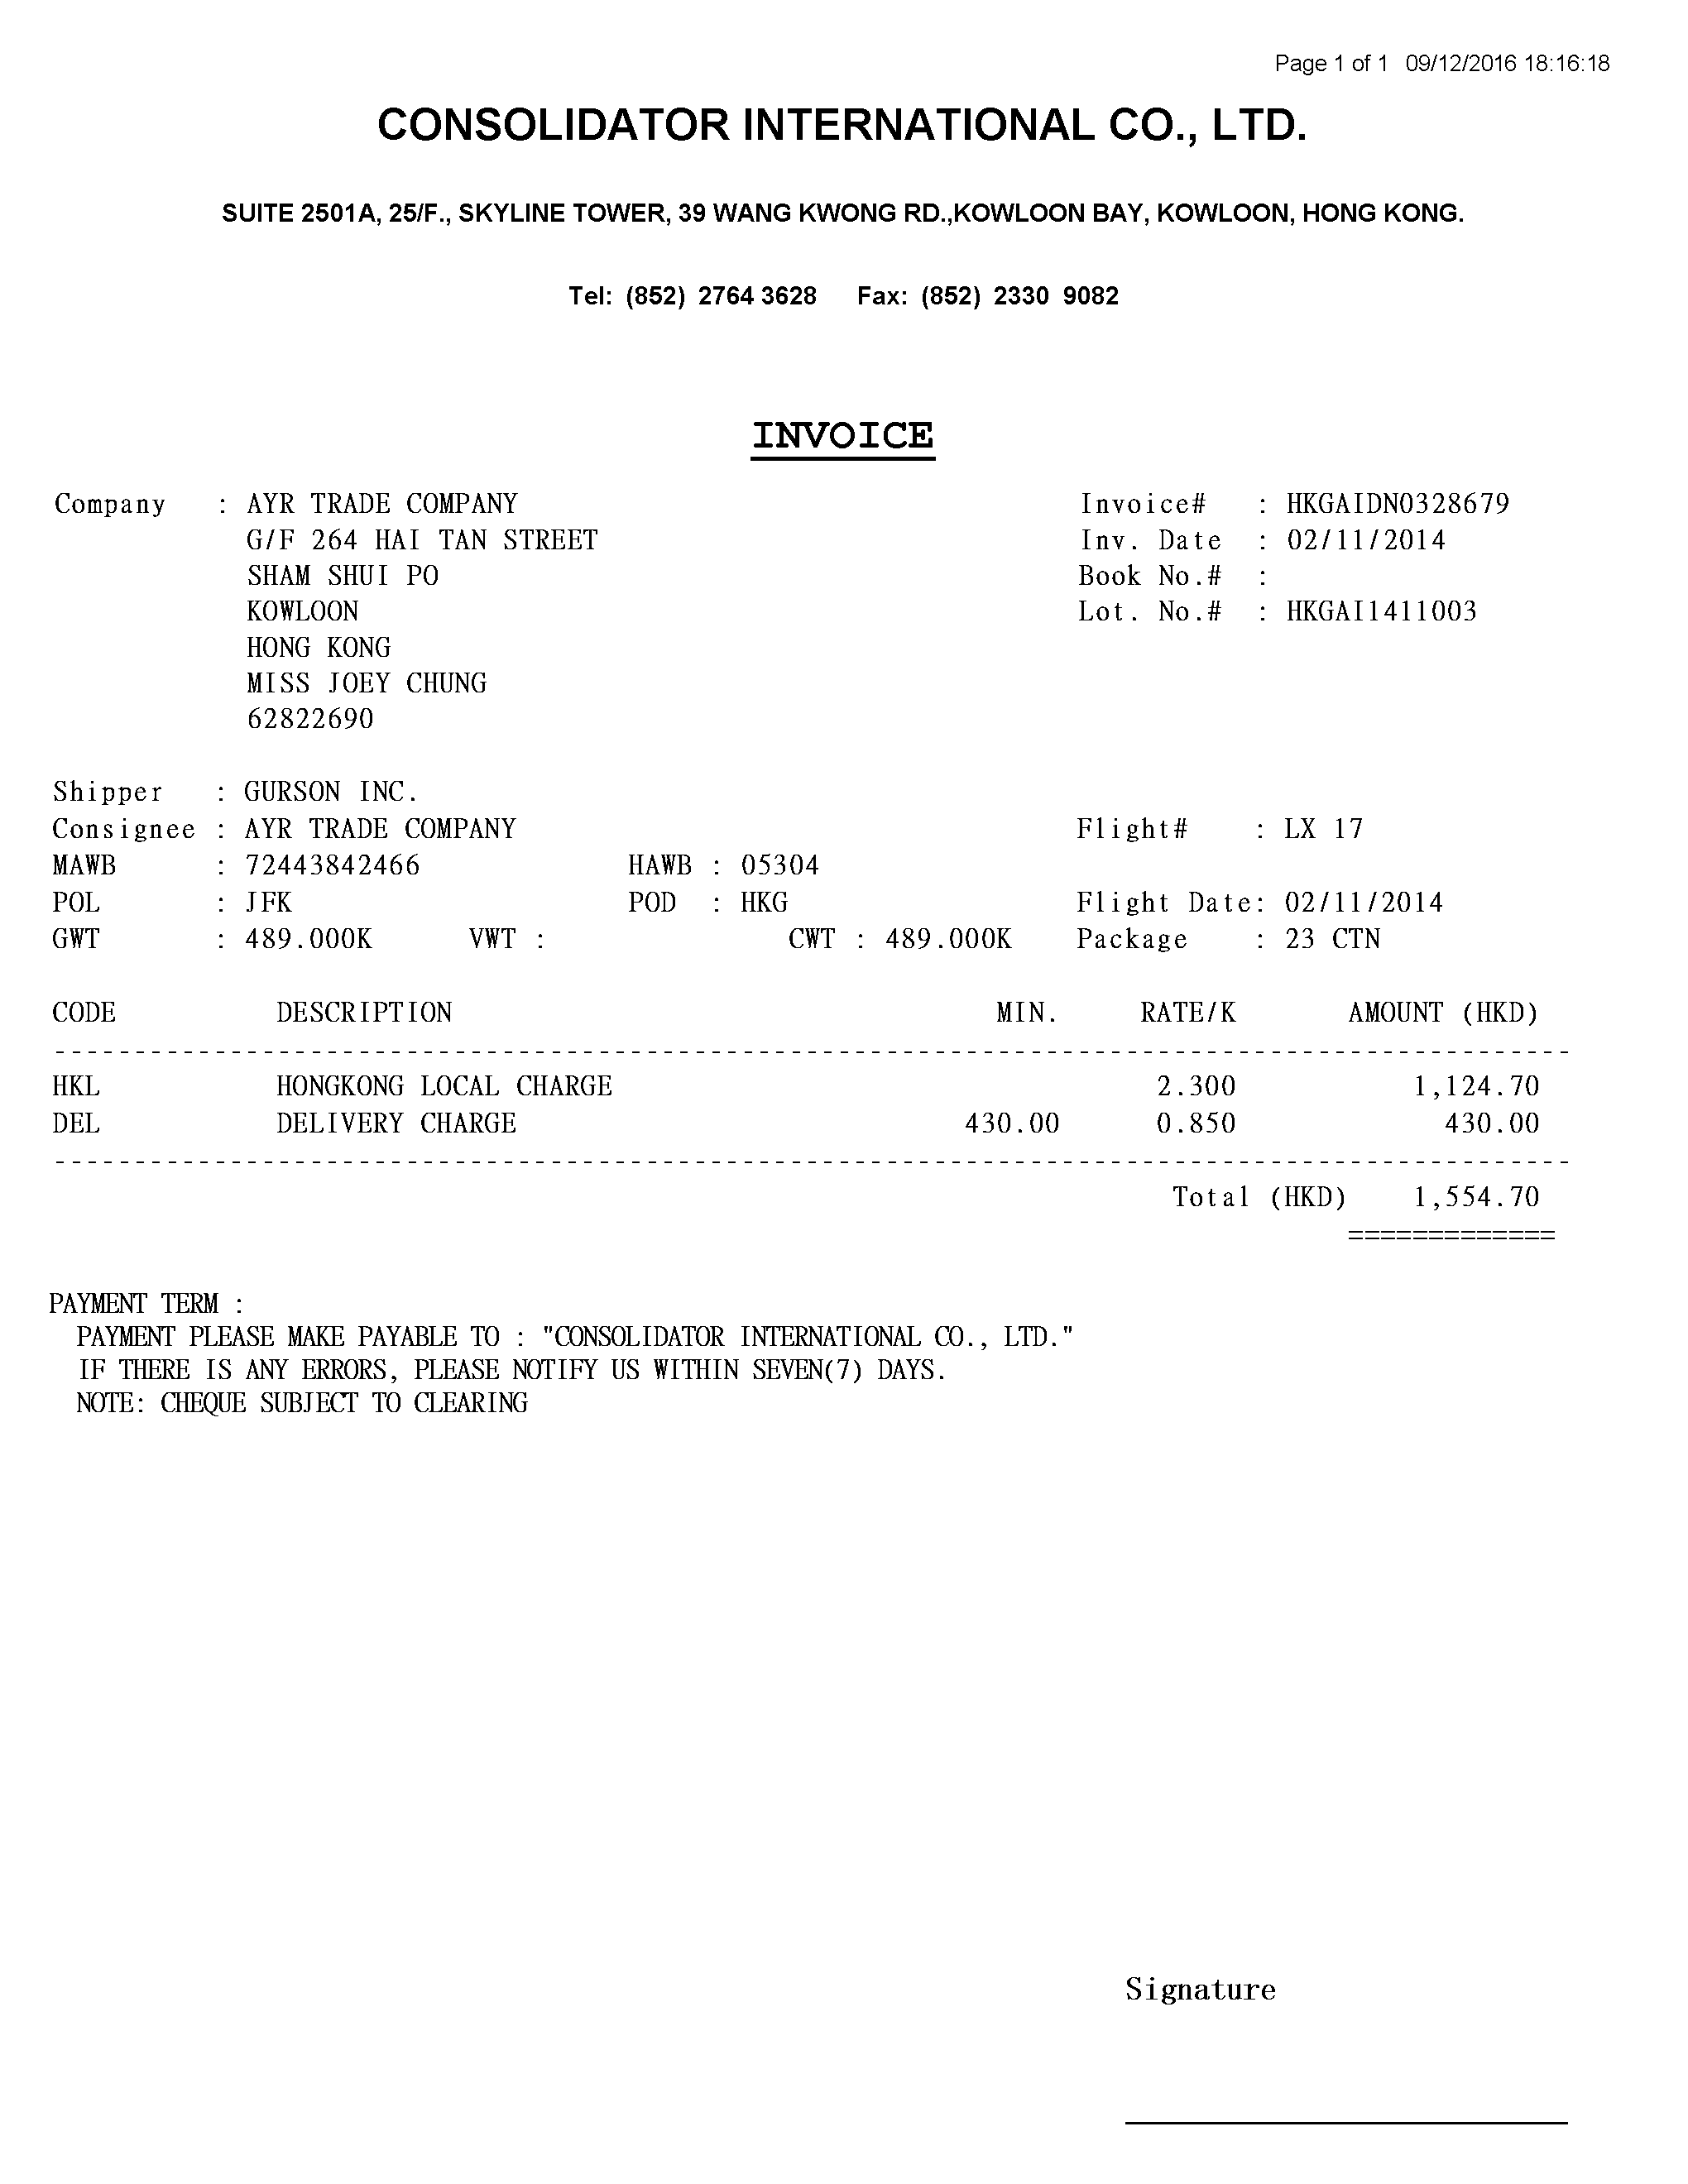 Page 1 of 1 09/12/2016 18:16:18
CONSOLIDATOR INTERNATIONAL CO., LTD.
SUITE 2501A, 25/F., SKYLINE TOWER, 39 WANG KWONG RD.,KOWLOON BAY, KOWLOON, HONG KONG.
Tel: (852) 2764 3628 Fax: (852) 2330 9082
INVOICE
Company : AYR TRADE COMPANY Invoice# : HKGAIDN0328679
G/F 264 HAI TAN STREET Inv. Date : 02/11/2014
SHAM SHUI PO Book No.# :
KOWLOON Lot. No.# : HKGAI1411003
HONG KONG
MISS JOEY CHUNG
62822690
Shipper : GURSON INC.
Consignee : AYR TRADE COMPANY Flight# : LX 17
MAWB : 72443842466 HAWB : 05304
POL : JFK POD : HKG Flight Date: 02/11/2014
GWT : 489.000K VWT : CWT : 489.000K Package : 23 CTN
CODE DESCRIPTION MIN. RATE/K AMOUNT (HKD)
HKL HONGKONG LOCAL CHARGE 2.300 1,124.70
DEL DELIVERY CHARGE 430.00 0.850 430.00
Total (HKD) 1,554.70
=============
PAYMENT TERM :
PAYMENT PLEASE MAKE PAYABLE TO : "CONSOLIDATOR INTERNATIONAL CO., LTD."
IF THERE IS ANY ERRORS, PLEASE NOTIFY US WITHIN SEVEN(7) DAYS.
NOTE: CHEQUE SUBJECT TO CLEARING
Signature